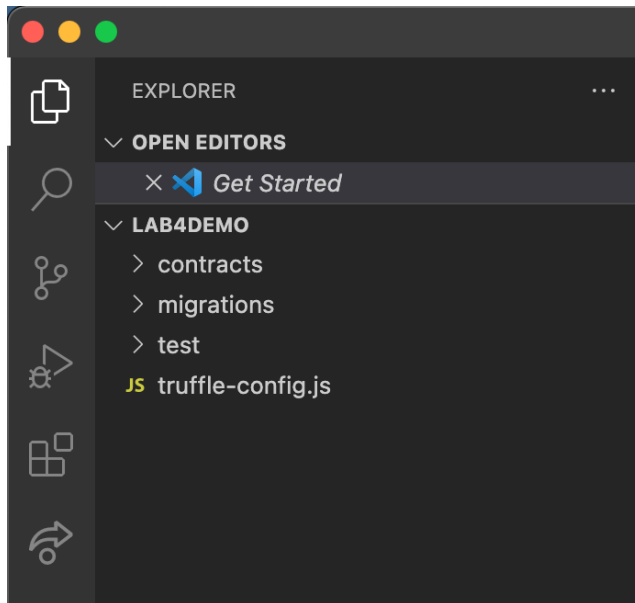 EXPLORER
OPEN EDITORS
Get Started
LAB4DEMO
contracts
migrations
test
JS truffle-config.js